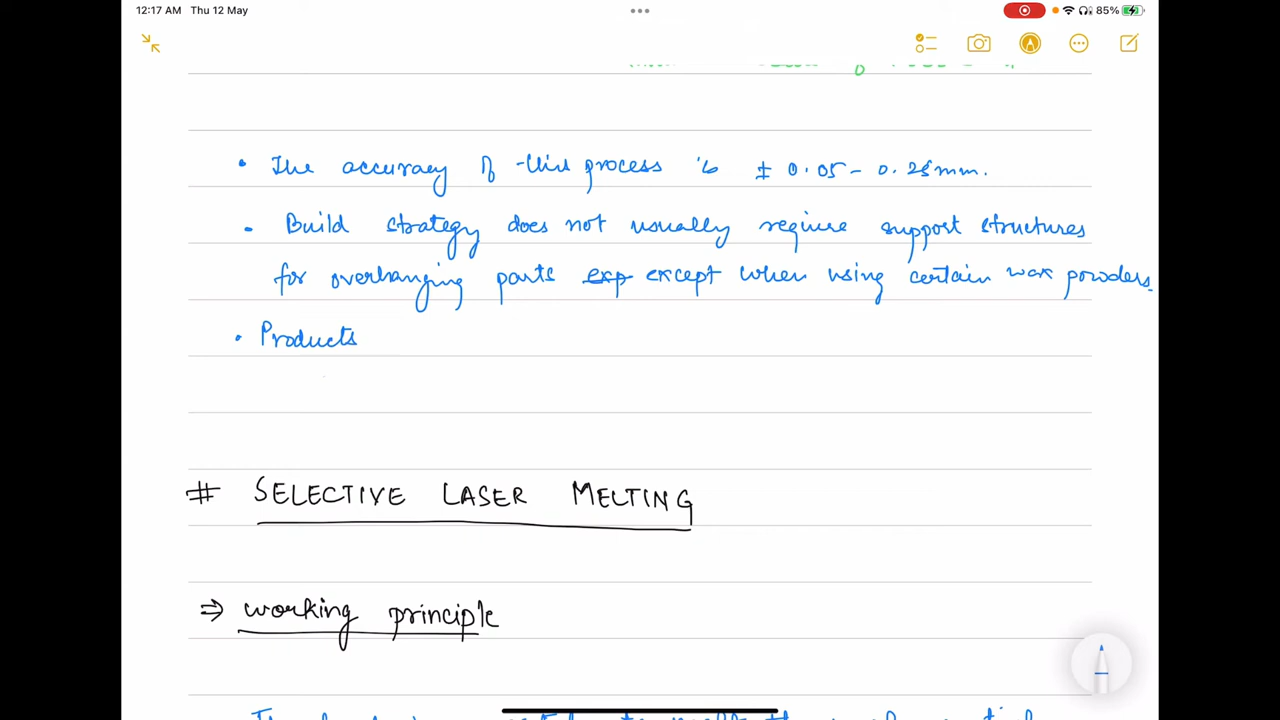 12:17 AM Thu 12 May
85%
• The accuracy of this process is ± 0.05 - 0.25mm.
• Build strategy does not usually require support structures
for overhanging parts exp except when using certain wax powders.
• Products
# SELECTIVE LASER MELTING
⇒ working principle